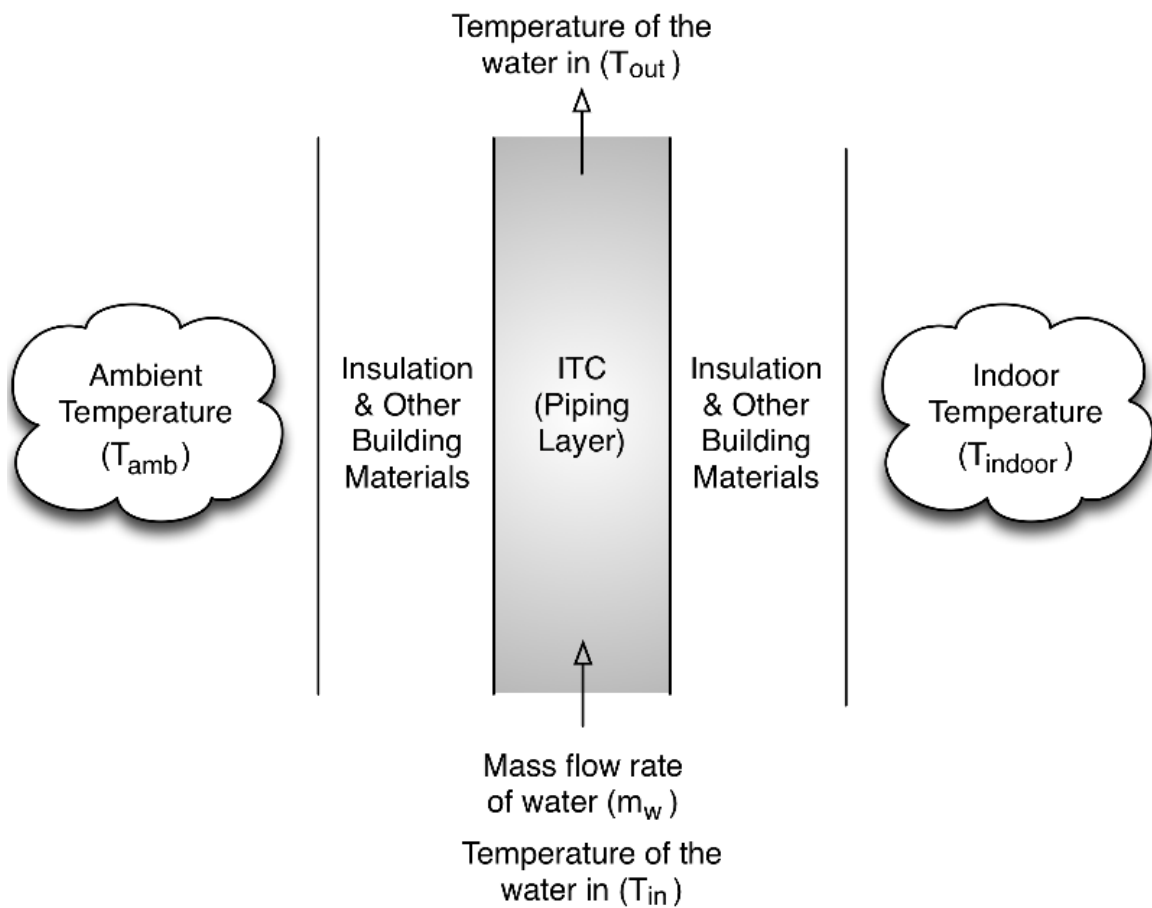 Temperature of the
water in (Tout)
Ambient
Temperature
(Tamb)
Insulation
& Other
Building
Materials
ITC
(Piping
Layer)
Insulation
& Other
Building
Materials
Indoor
Temperature
(Tindoor)
Mass flow rate
of water (mw)
Temperature of the
water in (Tin)